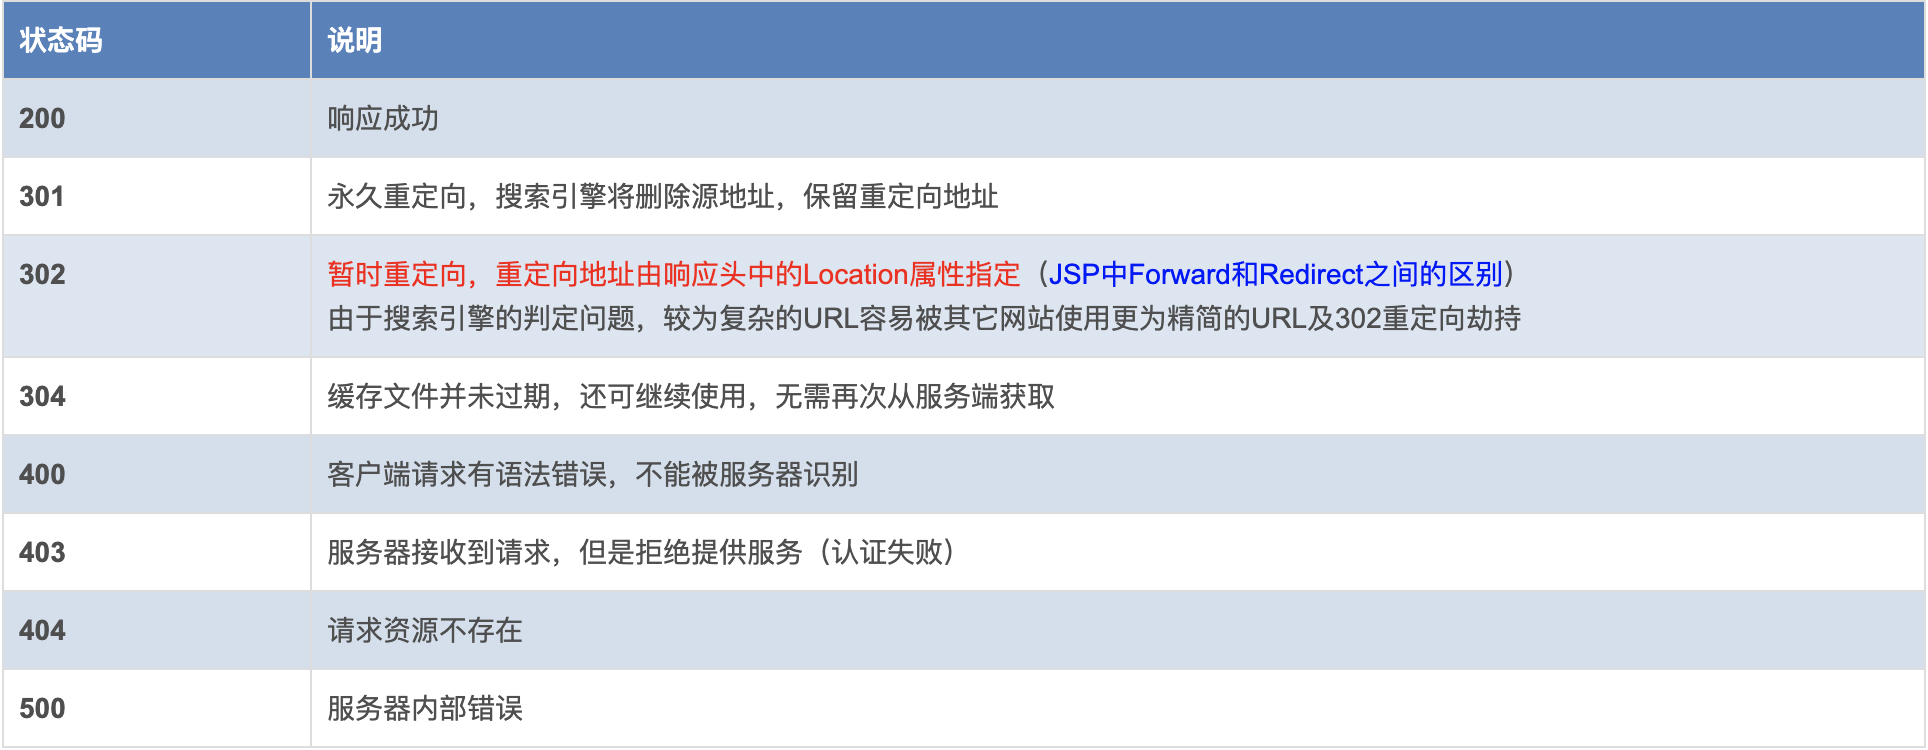 状态码 说明
200 响应成功
301 永久重定向，搜索引擎将删除源地址，保留重定向地址
302 暂时重定向，重定向地址由响应头中的Location属性指定（JSP中Forward和Redirect之间的区别）
由于搜索引擎的判定问题，较为复杂的URL容易被其它网站使用更为精简的URL及302重定向劫持
304 缓存文件并未过期，还可继续使用，无需再次从服务端获取
400 客户端请求有语法错误，不能被服务器识别
403 服务器接收到请求，但是拒绝提供服务（认证失败）
404 请求资源不存在
500 服务器内部错误